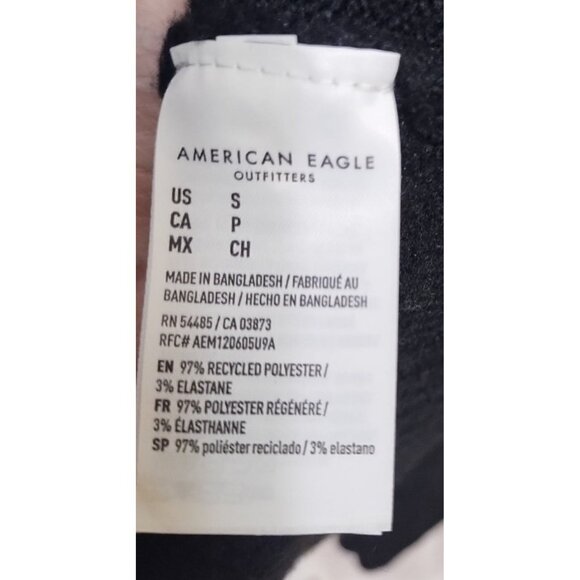 AMERICAN EAGLE
OUTFITTERS
US S
CA P
MX CH
MADE IN BANGLADESH / FABRIQUÉ AU
BANGLADESH / HECHO EN BANGLADESH
RN 54485 / CA 03873
RFC# AEM120605U9A
EN 97% RECYCLED POLYESTER /
3% ELASTANE
FR 97% POLYESTER RÉGÉNÉRÉ /
3% ÉLASTHANNE
SP 97% poliéster reciclado / 3% elastano